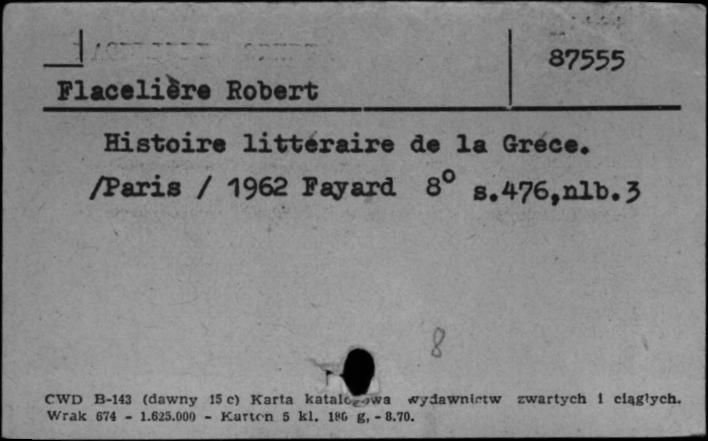 87555
Flacelière Robert
Histoire littéraire de la Gréce.
/Paris / 1962 Fayard 8° s.476,nlb.3
8
CWD B-143 (dawny 15 c) Karta katalogowa wydawnictw zwartych i ciągłych.
Wrak 674 - 1.625.000 - Karton 5 kl. 180 g, - 8.70.